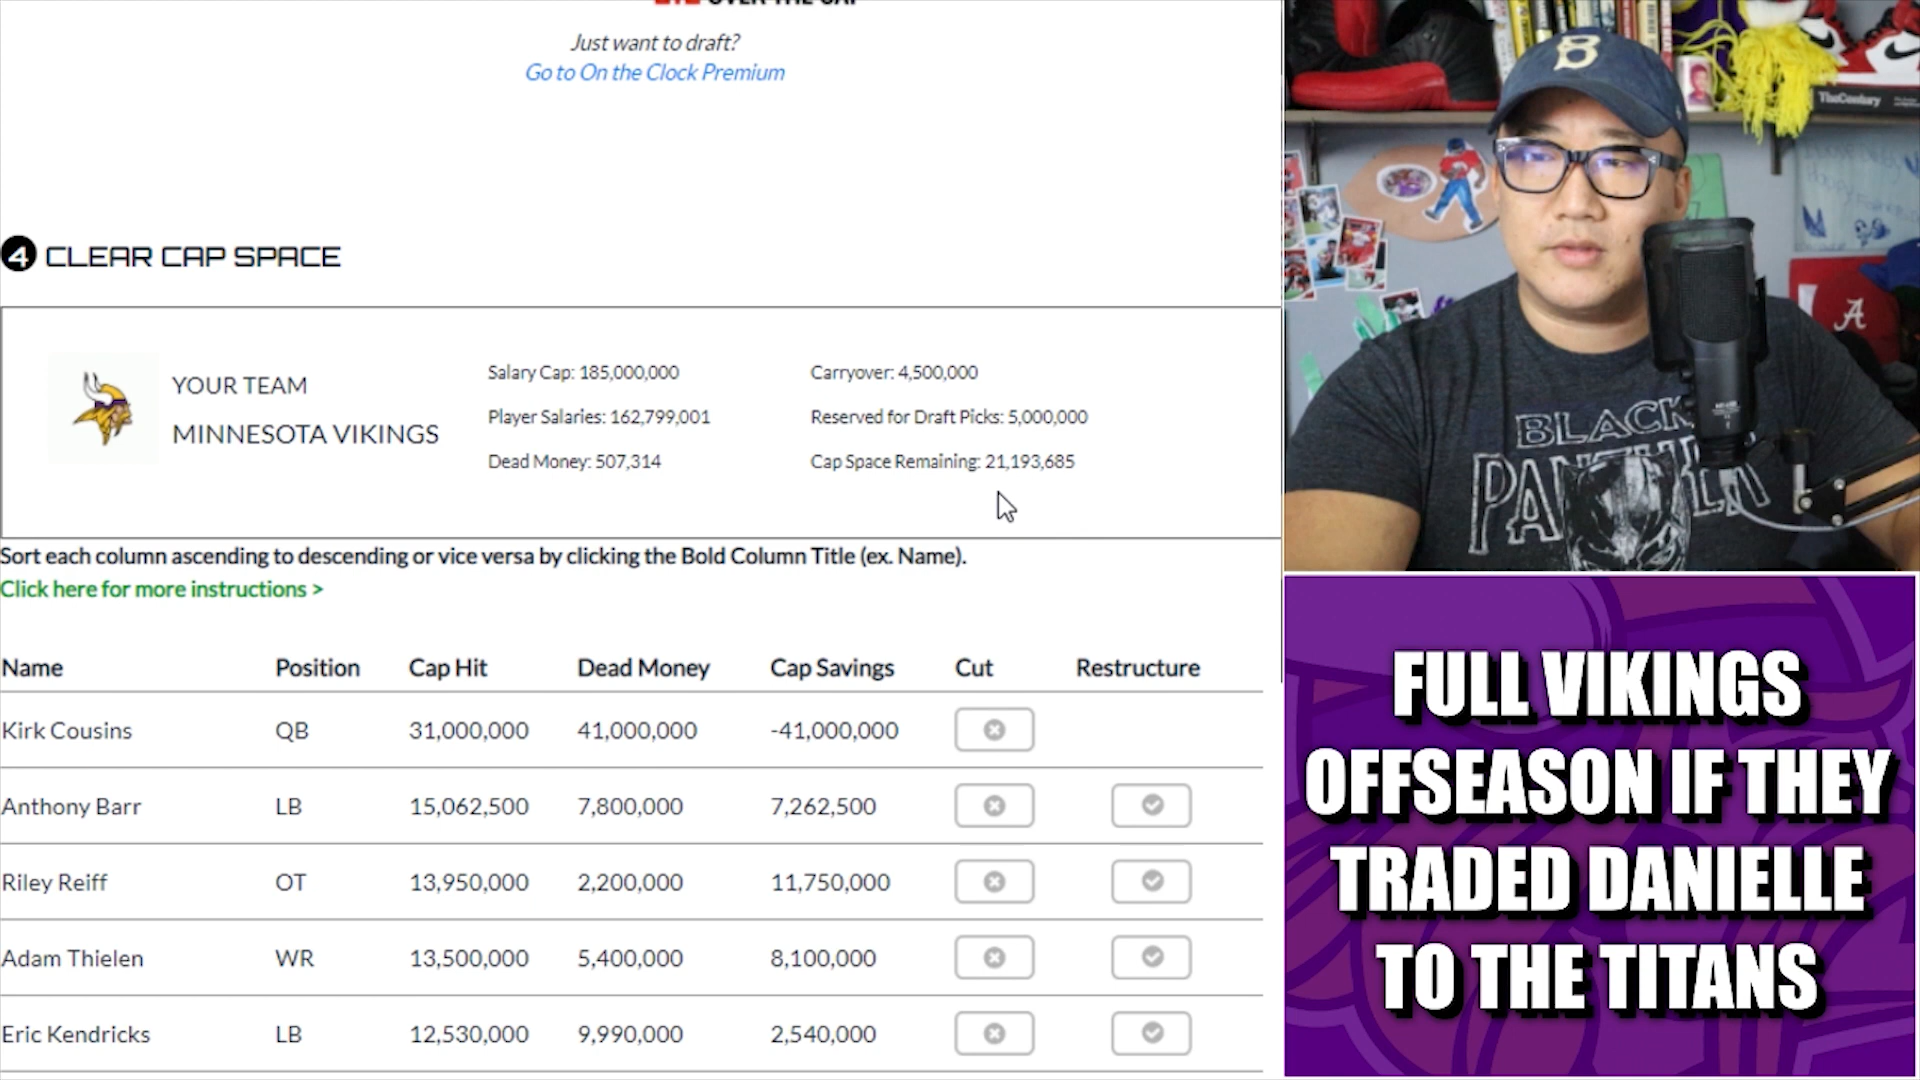 OVER THE CAP
Just want to draft?
Go to On the Clock Premium
4 CLEAR CAP SPACE
YOUR TEAM
MINNESOTA VIKINGS
Salary Cap: 185,000,000
Player Salaries: 162,799,001
Dead Money: 507,314
Carryover: 4,500,000
Reserved for Draft Picks: 5,000,000
Cap Space Remaining: 21,193,685
Sort each column ascending to descending or vice versa by clicking the Bold Column Title (ex. Name).
Click here for more instructions >
Name Position Cap Hit Dead Money Cap Savings Cut Restructure
Kirk Cousins QB 31,000,000 41,000,000 -41,000,000
Anthony Barr LB 15,062,500 7,800,000 7,262,500
Riley Reiff OT 13,950,000 2,200,000 11,750,000
Adam Thielen WR 13,500,000 5,400,000 8,100,000
Eric Kendricks LB 12,530,000 9,990,000 2,540,000
B
TheCentury
A
BLACK
PANTHER
FULL VIKINGS
OFFSEASON IF THEY
TRADED DANIELLE
TO THE TITANS